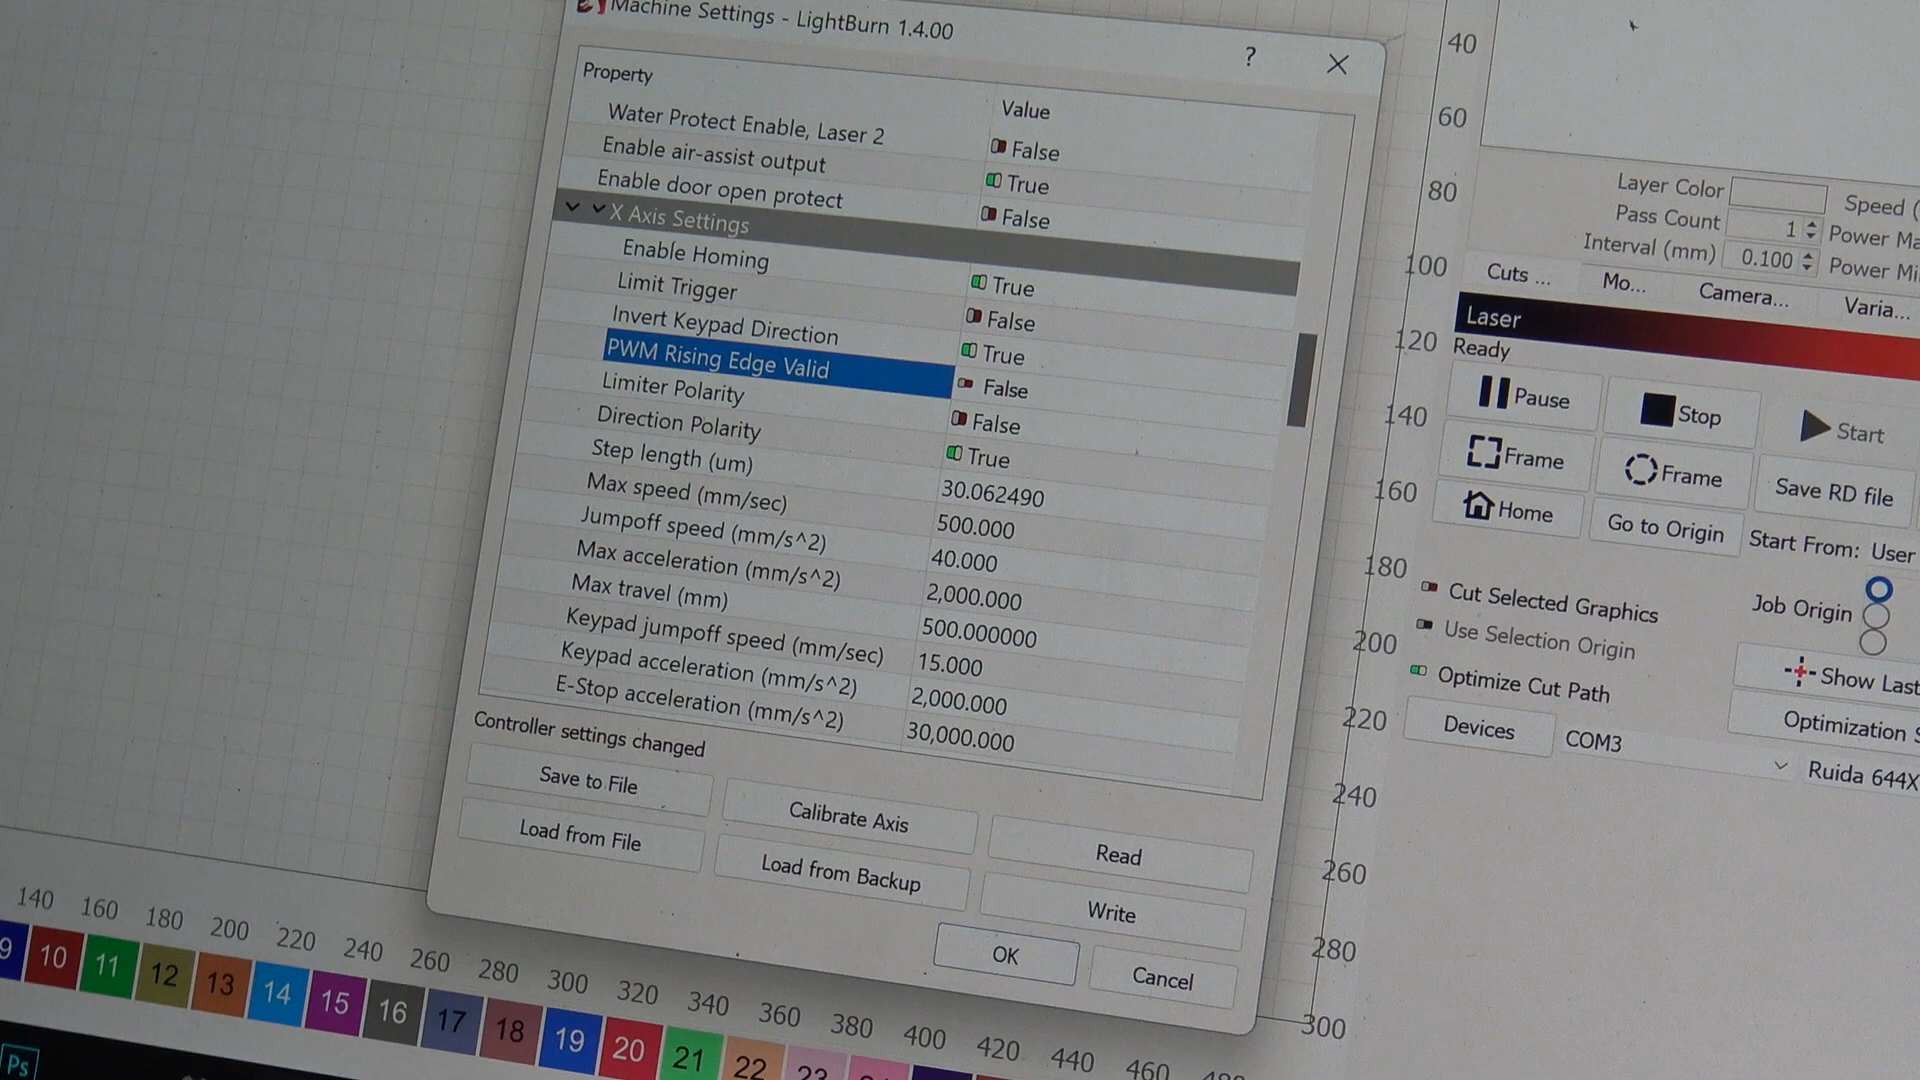 Machine Settings - LightBurn 1.4.00
?
Property
Value
Water Protect Enable, Laser 2 False
Enable air-assist output True
Enable door open protect False
X Axis Settings
Enable Homing True
Limit Trigger False
Invert Keypad Direction True
PWM Rising Edge Valid False
Limiter Polarity False
Direction Polarity True
Step length (um) 30.062490
Max speed (mm/sec) 500.000
Jumpoff speed (mm/s^2) 40.000
Max acceleration (mm/s^2) 2,000.000
Max travel (mm) 500.000000
Keypad jumpoff speed (mm/sec) 15.000
Keypad acceleration (mm/s^2) 2,000.000
E-Stop acceleration (mm/s^2) 30,000.000
Controller settings changed
Save to File
Calibrate Axis
Read
Load from File
Load from Backup
Write
OK
Cancel
40
60
80
100
120
140
160
180
200
220
240
260
280
300
Layer Color
Speed (
Pass Count 1
Power Ma
Interval (mm) 0.100
Power Mi
Cuts ...
Mo...
Camera...
Varia...
Laser
Ready
Pause
Stop
Start
Frame
Frame
Save RD file
Home
Go to Origin
Start From: User
Cut Selected Graphics
Job Origin
Use Selection Origin
Show Last
Optimize Cut Path
Optimization S
Devices
COM3
Ruida 644X
140 160 180 200 220 240 260 280 300 320 340 360 380 400 420 440 460
9 10 11 12 13 14 15 16 17 18 19 20 21 22 23
Ps